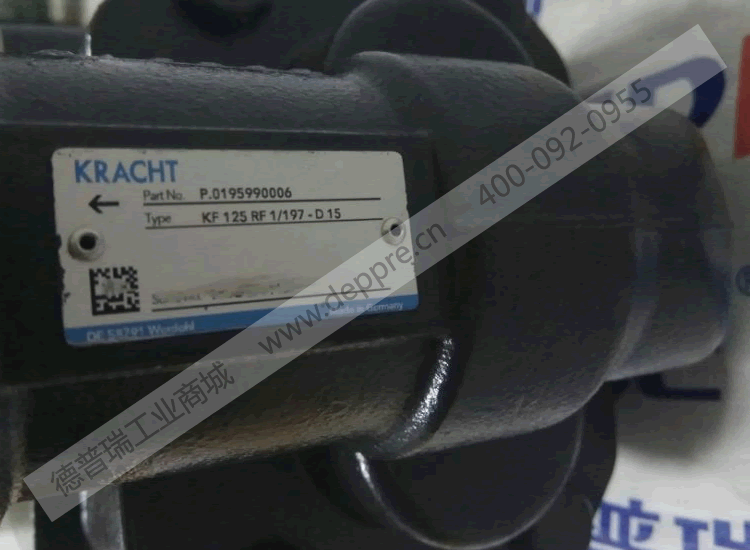 KRACHT
Part No. P.0195990006
Type KF 125 RF 1/197 - D 15
Made in Germany
DE 58791 Werdohl
德普瑞工业商城 www.deppre.cn 400-092-0955